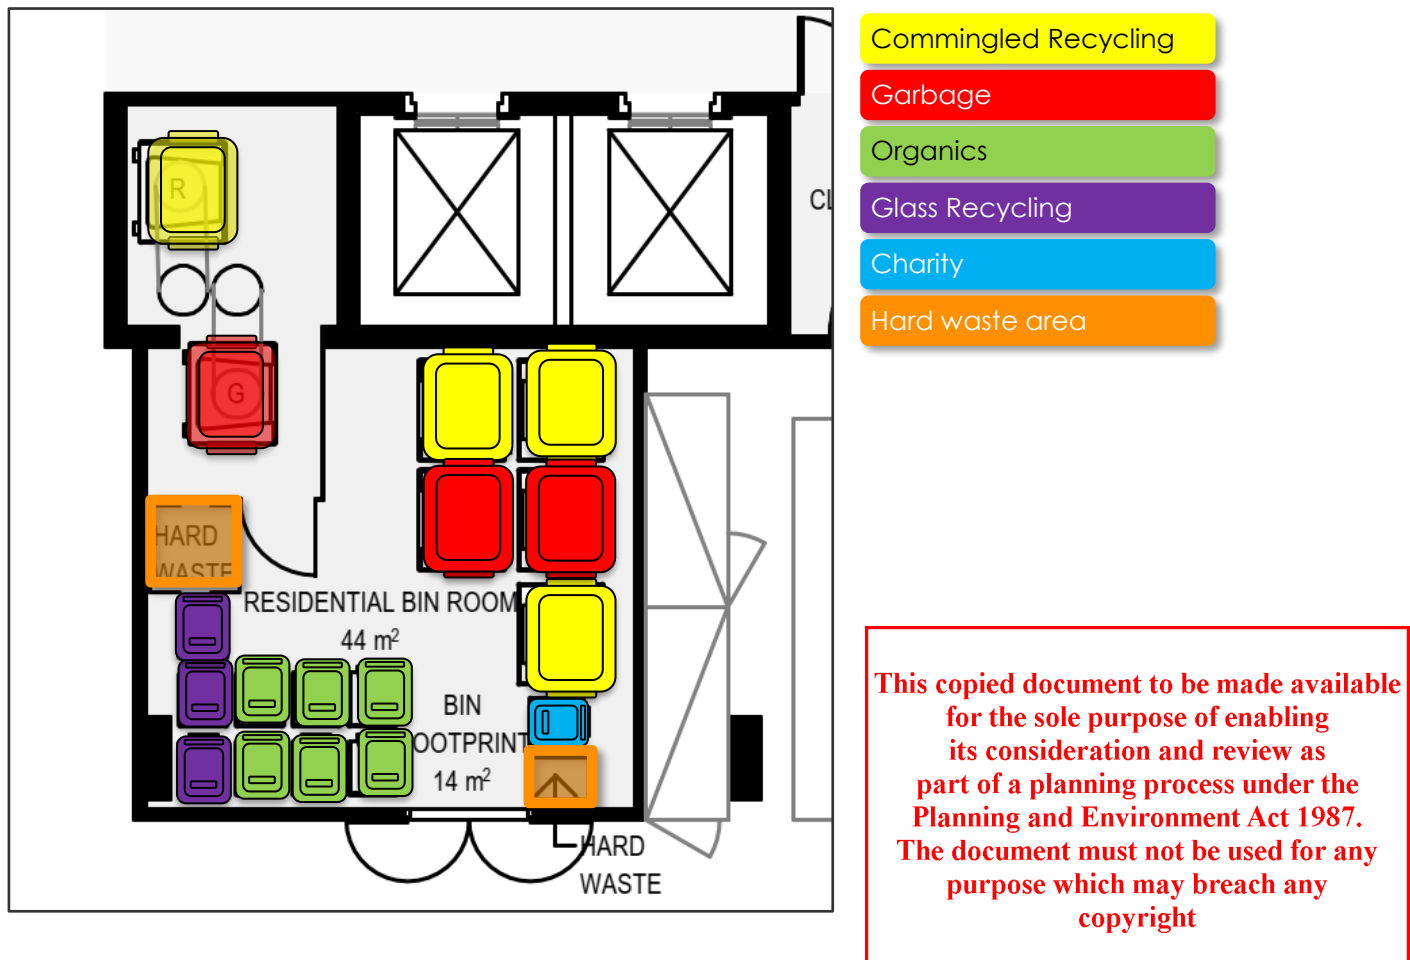 Commingled Recycling
Garbage
Organics
Glass Recycling
Charity
Hard waste area
R
CL
G
HARD
WASTE
RESIDENTIAL BIN ROOM
44 m²
BIN
OOTPRINT
14 m²
HARD
WASTE
This copied document to be made available
for the sole purpose of enabling
its consideration and review as
part of a planning process under the
Planning and Environment Act 1987.
The document must not be used for any
purpose which may breach any
copyright